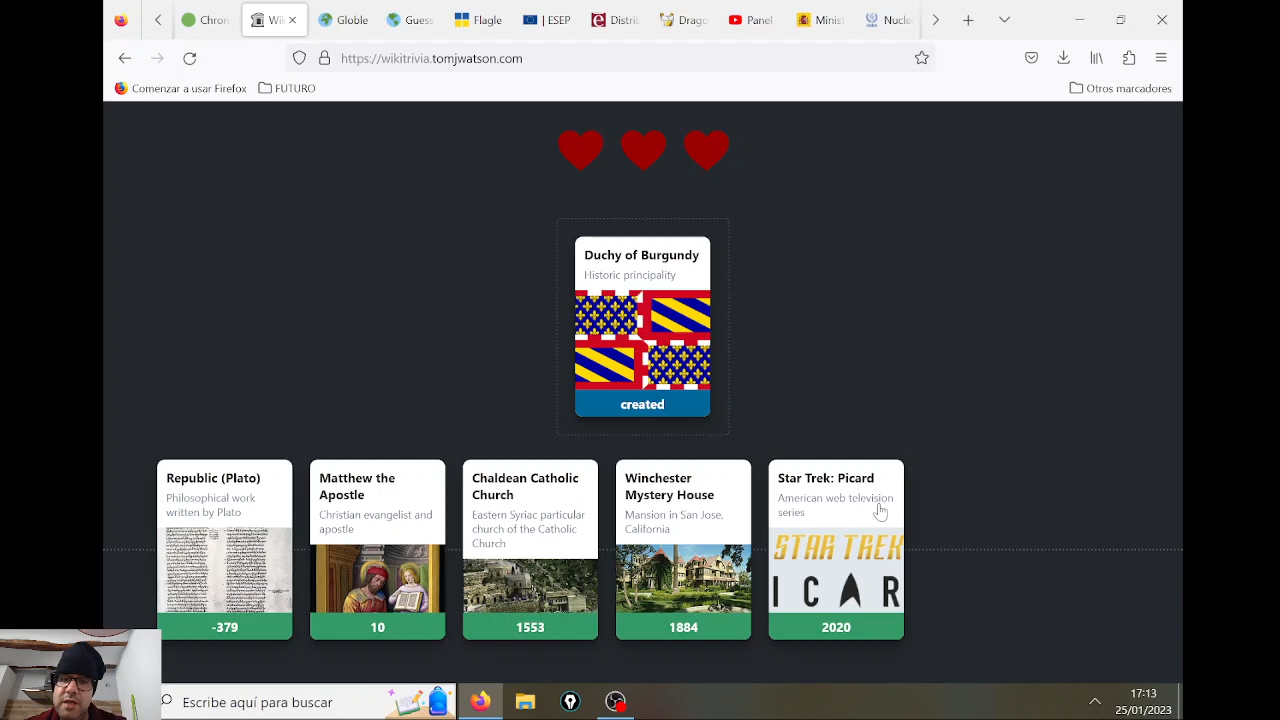 Chron
Wiki
Globle
Guess
Flagle
| ESEP
Distril
Drago
Panel
Minist
Nucle
https://wikitrivia.tomjwatson.com
Comenzar a usar Firefox
FUTURO
Otros marcadores
Duchy of Burgundy
Historic principality
created
Republic (Plato)
Philosophical work
written by Plato
-379
Matthew the
Apostle
Christian evangelist and
apostle
10
Chaldean Catholic
Church
Eastern Syriac particular
church of the Catholic
Church
1553
Winchester
Mystery House
Mansion in San Jose,
California
1884
Star Trek: Picard
American web television
series
STAR TREK
I C A R
2020
Escribe aquí para buscar
17:13
25/01/2023